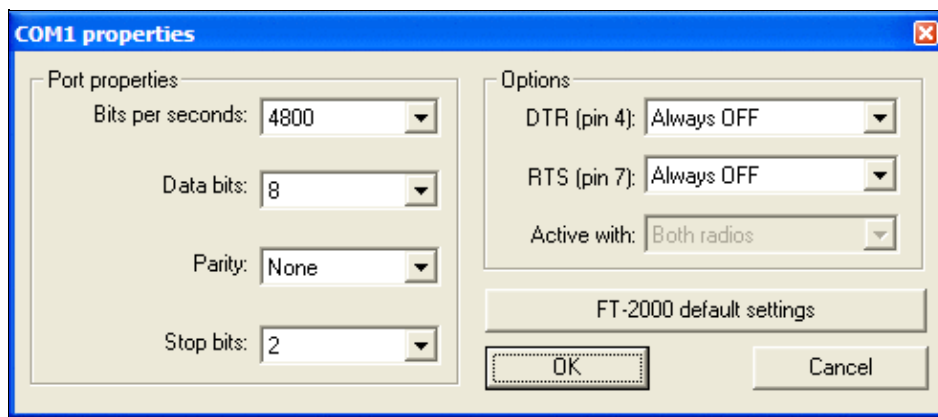 COM1 properties
Port properties
Bits per seconds: 4800
Data bits: 8
Parity: None
Stop bits: 2
Options
DTR (pin 4): Always OFF
RTS (pin 7): Always OFF
Active with: Both radios
FT-2000 default settings
OK Cancel